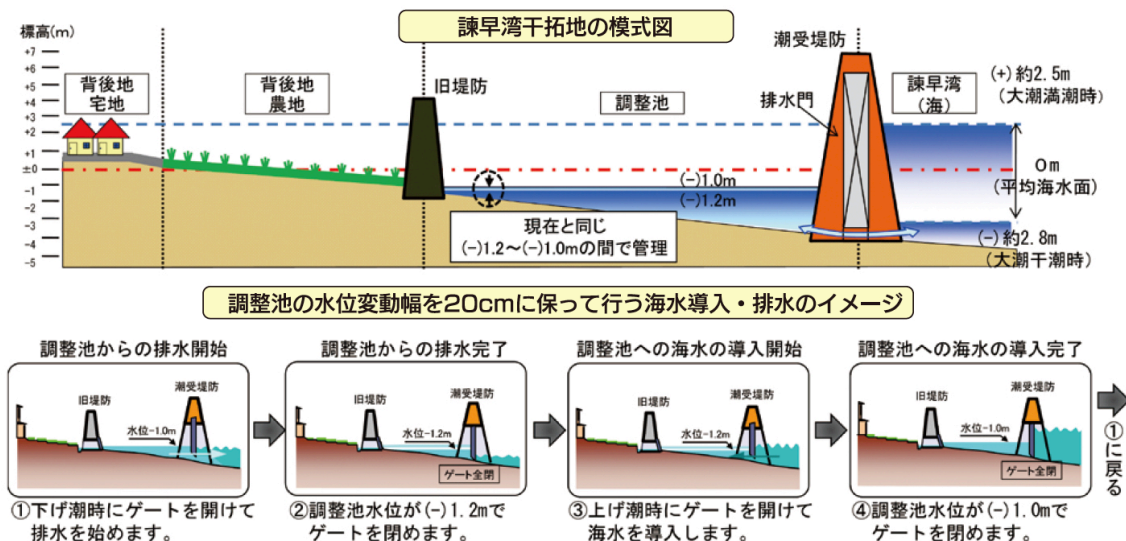 諫早湾干拓地の模式図
標高(m)
+7
+6
+5
+4
+3
+2
+1
±0
-1
-2
-3
-4
-5
背後地
宅地
背後地
農地
旧堤防
調整池
潮受堤防
排水門
諫早湾
(海)
(+)約2.5m
(大潮満潮時)
0m
(平均海水面)
(-)約2.8m
(大潮干潮時)
(-)1.0m
(-)1.2m
現在と同じ
(-)1.2～(-)1.0mの間で管理
調整池の水位変動幅を20cmに保って行う海水導入・排水のイメージ
調整池からの排水開始
旧堤防
潮受堤防
水位-1.0m
①下げ潮時にゲートを開けて
排水を始めます。
調整池からの排水完了
旧堤防
潮受堤防
水位-1.2m
ゲート全閉
②調整池水位が(-)1.2mで
ゲートを閉めます。
調整池への海水の導入開始
旧堤防
潮受堤防
水位-1.2m
③上げ潮時にゲートを開けて
海水を導入します。
調整池への海水の導入完了
旧堤防
潮受堤防
水位-1.0m
ゲート全閉
④調整池水位が(-)1.0mで
ゲートを閉めます。
①に戻る